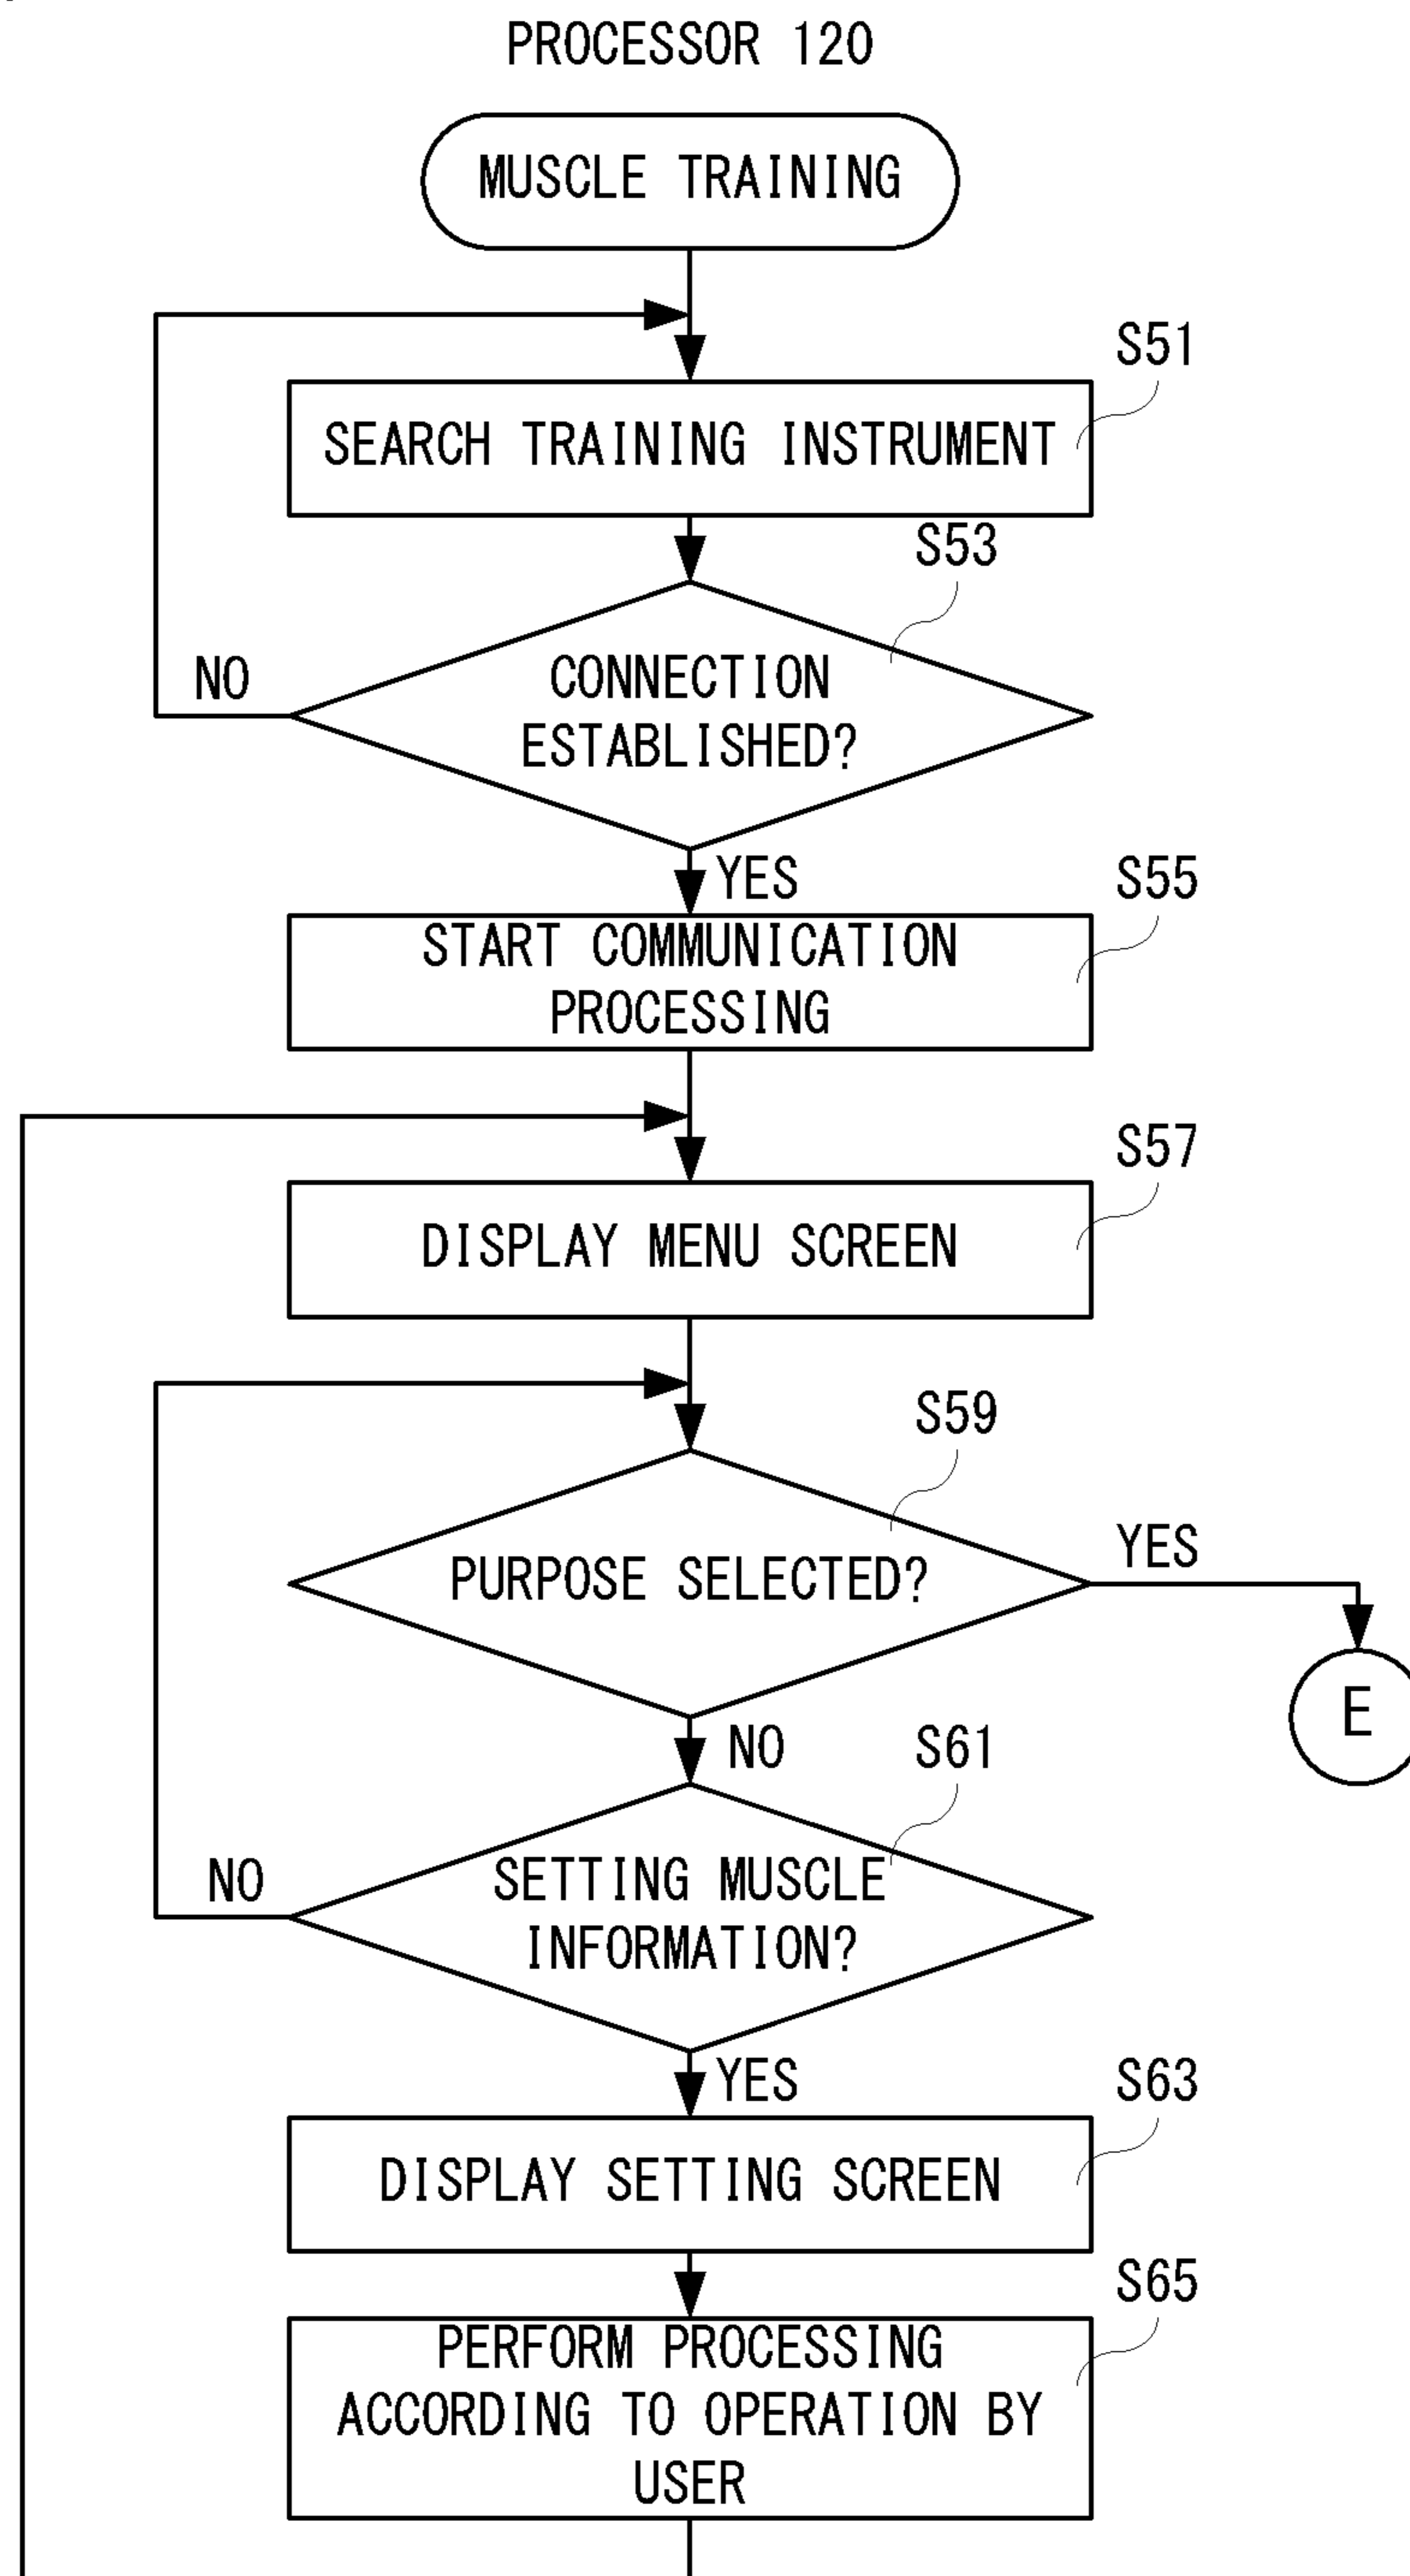 PROCESSOR 120
MUSCLE TRAINING
S51
SEARCH TRAINING INSTRUMENT
S53
CONNECTION
ESTABLISHED?
NO
YES
S55
START COMMUNICATION
PROCESSING
S57
DISPLAY MENU SCREEN
S59
PURPOSE SELECTED?
YES
E
NO
S61
SETTING MUSCLE
INFORMATION?
NO
YES
S63
DISPLAY SETTING SCREEN
S65
PERFORM PROCESSING
ACCORDING TO OPERATION BY
USER